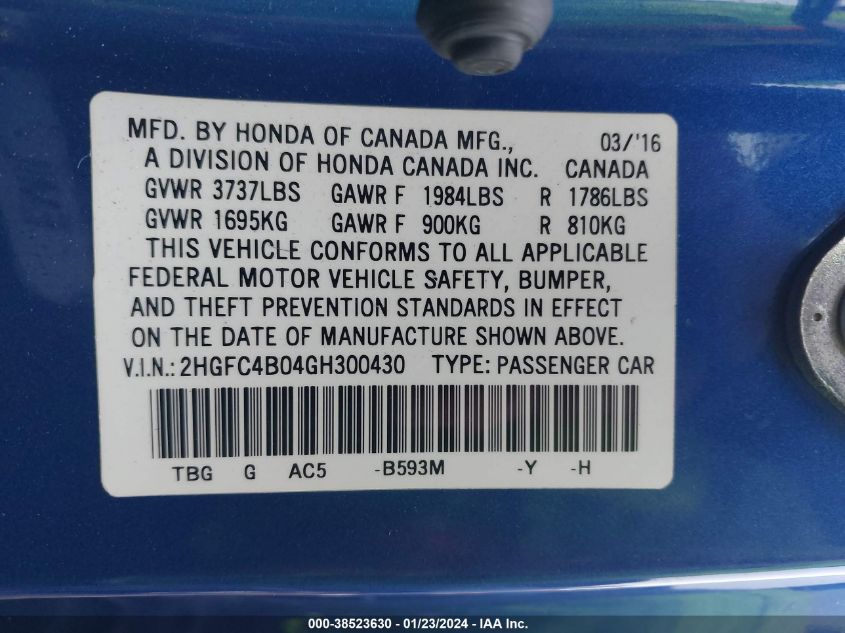 MFD. BY HONDA OF CANADA MFG., 03/'16
A DIVISION OF HONDA CANADA INC. CANADA
GVWR 3737LBS GAWR F 1984LBS R 1786LBS
GVWR 1695KG GAWR F 900KG R 810KG
THIS VEHICLE CONFORMS TO ALL APPLICABLE
FEDERAL MOTOR VEHICLE SAFETY, BUMPER,
AND THEFT PREVENTION STANDARDS IN EFFECT
ON THE DATE OF MANUFACTURE SHOWN ABOVE.
V.I.N.: 2HGFC4B04GH300430 TYPE: PASSENGER CAR
TBG G AC5 -B593M -Y -H
000-38523630 - 01/23/2024 - IAA Inc.